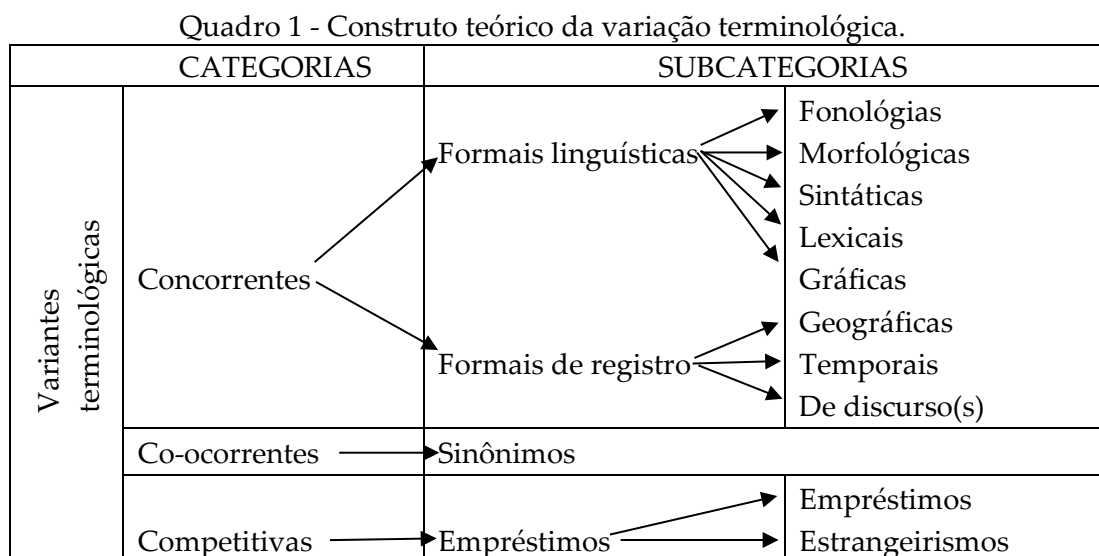 Quadro 1 - Construto teórico da variação terminológica.
CATEGORIAS SUBCATEGORIAS
Variantes
terminológicas
Concorrentes
Formais linguísticas
Fonológias
Morfológicas
Sintáticas
Lexicais
Gráficas
Formais de registro
Geográficas
Temporais
De discurso(s)
Co-ocorrentes Sinônimos
Competitivas Empréstimos
Empréstimos
Estrangeirismos